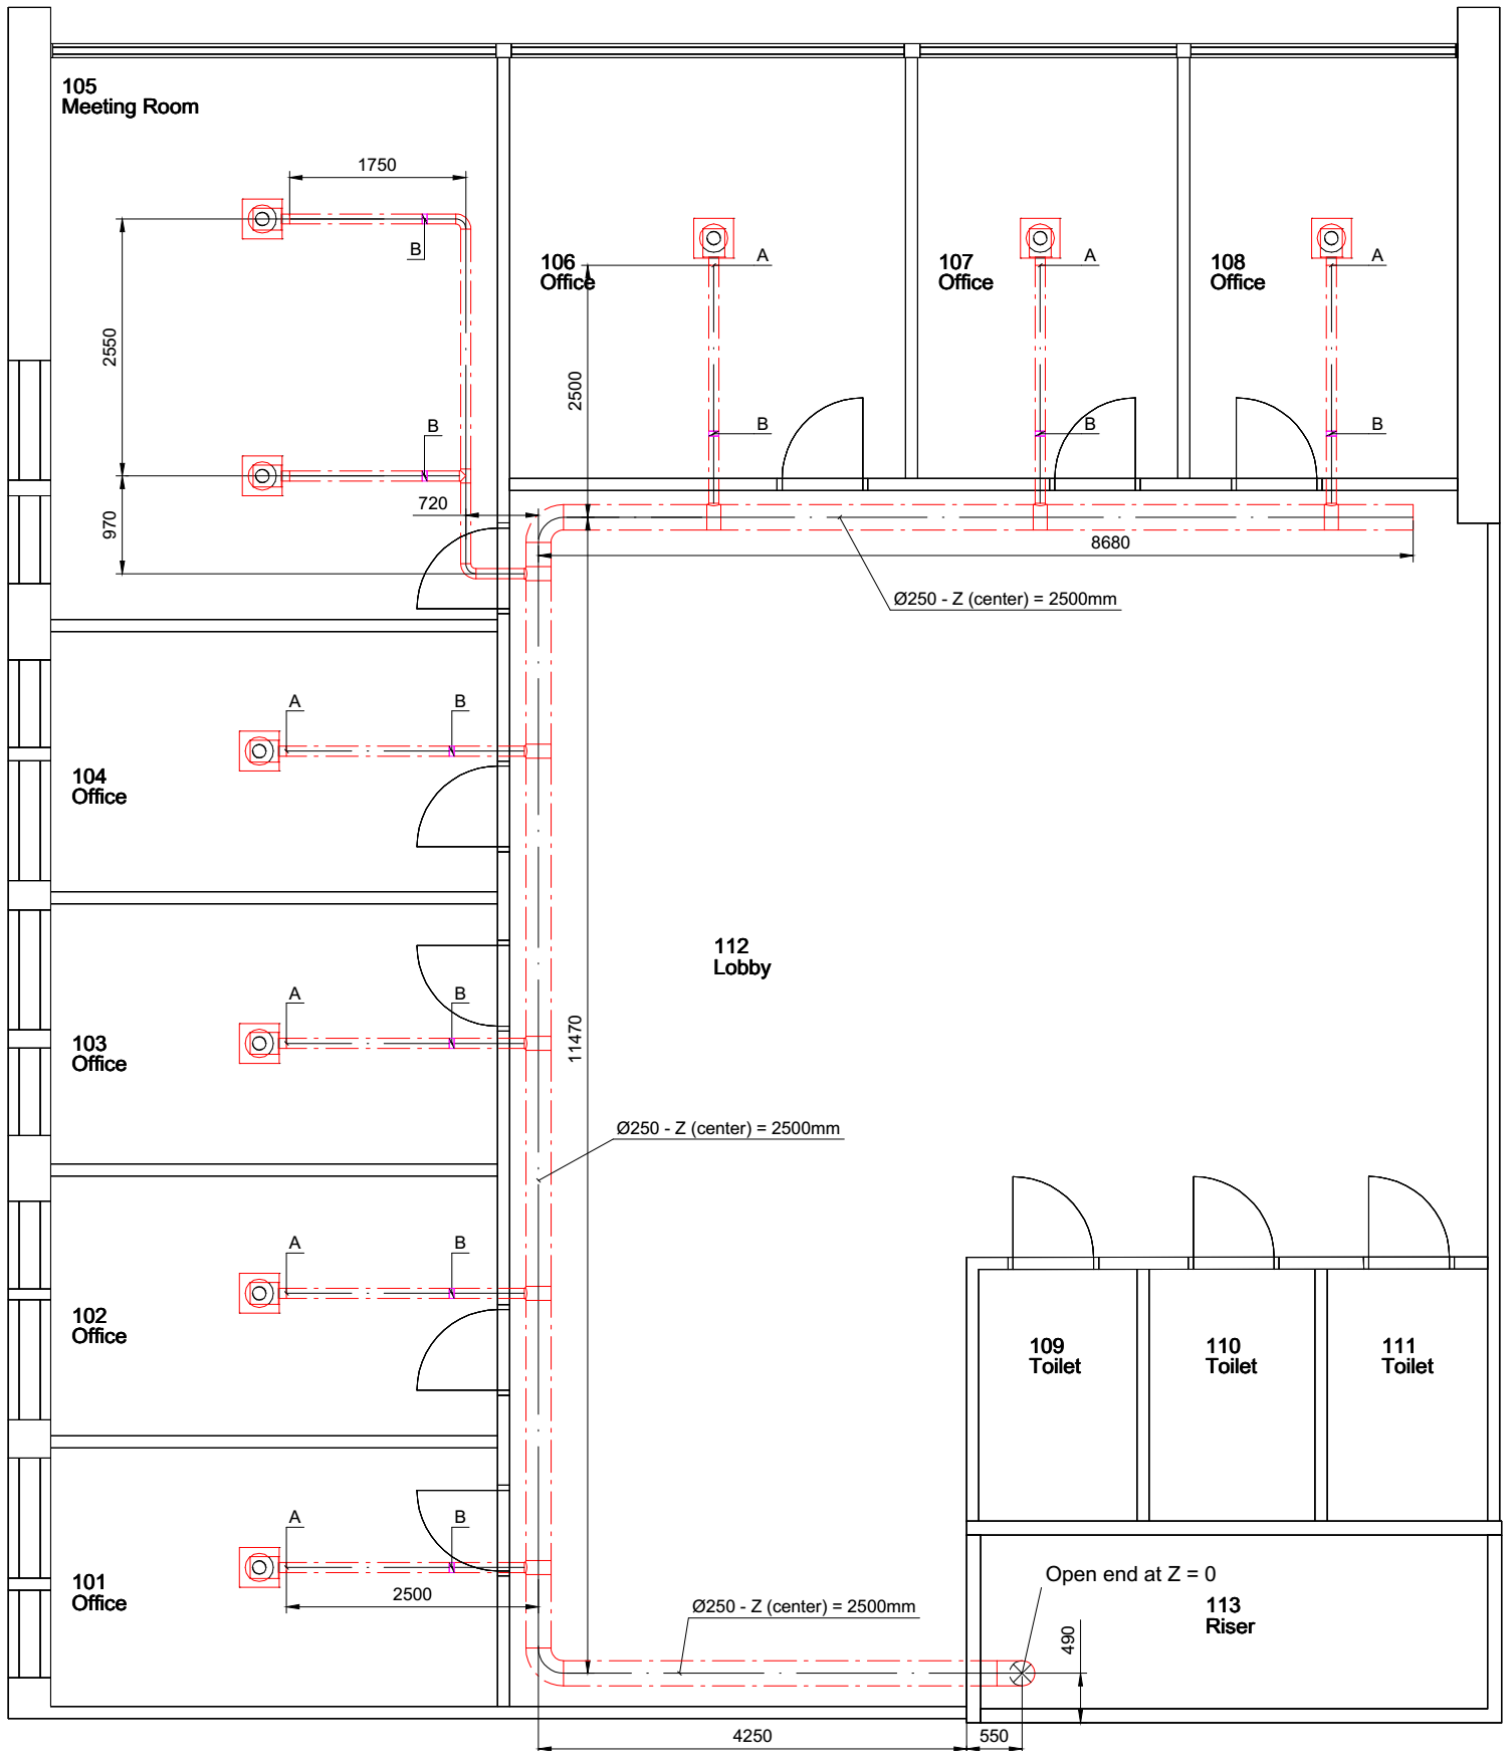 105
Meeting Room
1750
B
2550
B
970
720
106
Office
A
2500
B
107
Office
A
B
108
Office
A
B
8680
Ø250 - Z (center) = 2500mm
A
B
104
Office
112
Lobby
A
B
103
Office
11470
Ø250 - Z (center) = 2500mm
A
B
102
Office
109
Toilet
110
Toilet
111
Toilet
A
B
101
Office
2500
Ø250 - Z (center) = 2500mm
Open end at Z = 0
113
Riser
490
4250
550